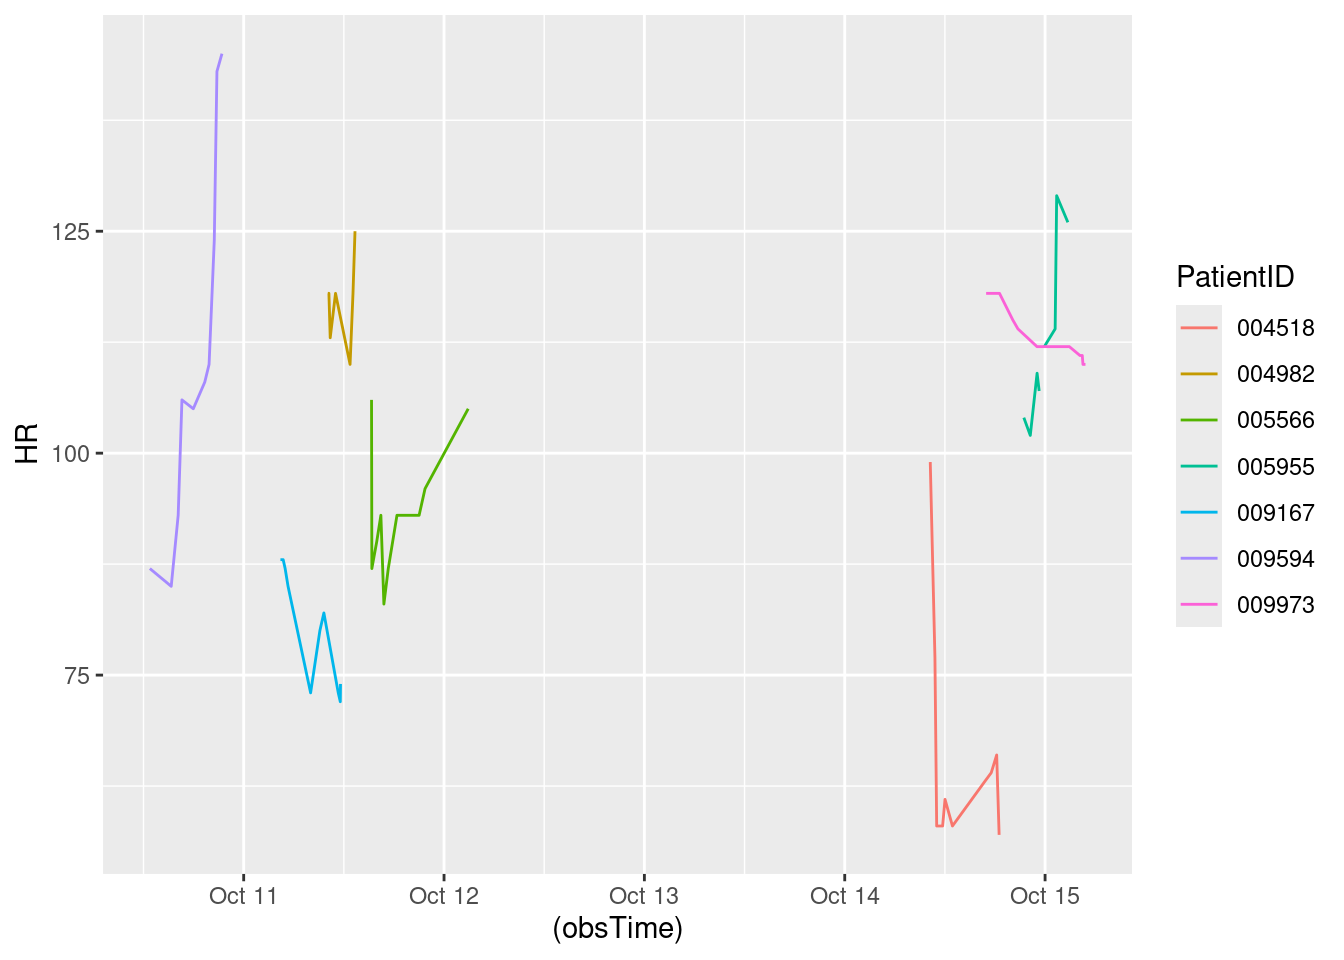 125
100
75
HR
Oct 11
Oct 12
Oct 13
Oct 14
Oct 15
(obsTime)
PatientID
004518
004982
005566
005955
009167
009594
009973